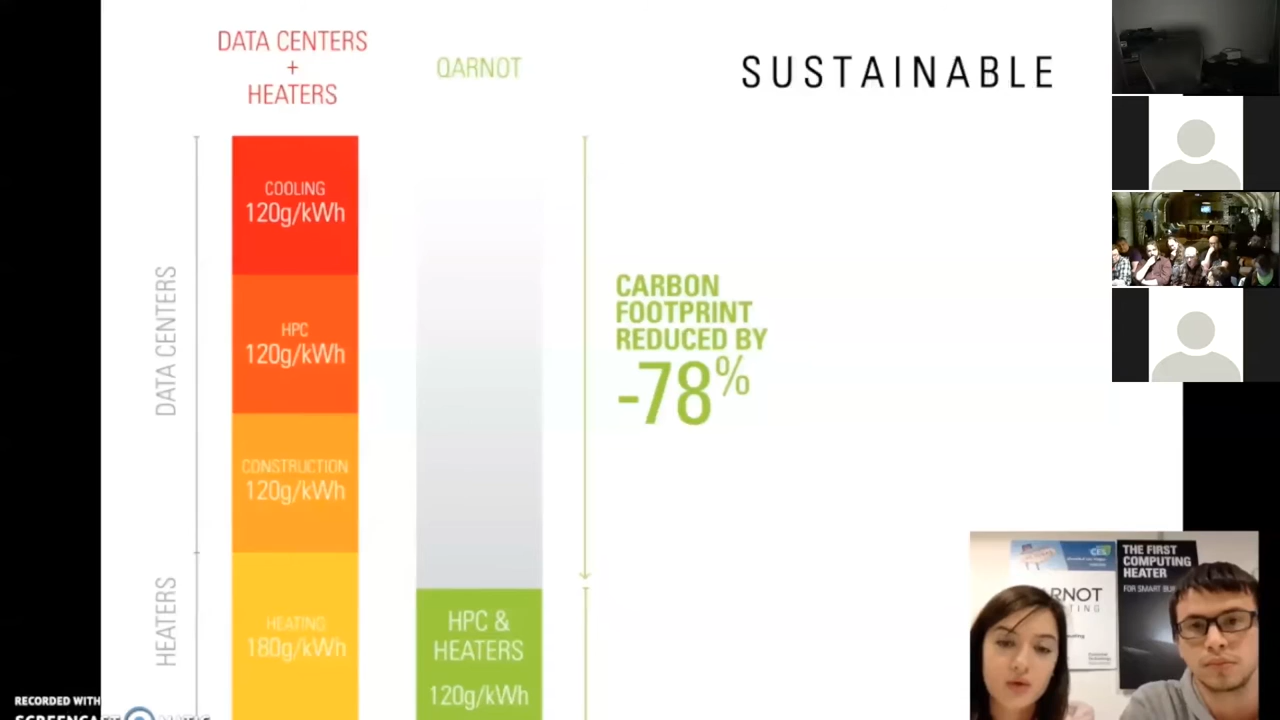 DATA CENTERS
+
HEATERS
QARNOT
SUSTAINABLE
COOLING
120g/kWh
HPC
120g/kWh
CONSTRUCTION
120g/kWh
HEATING
180g/kWh
DATA CENTERS
HEATERS
HPC &
HEATERS
120g/kWh
CARBON
FOOTPRINT
REDUCED BY
-78%
THE FIRST
COMPUTING
HEATER
RECORDED WITH